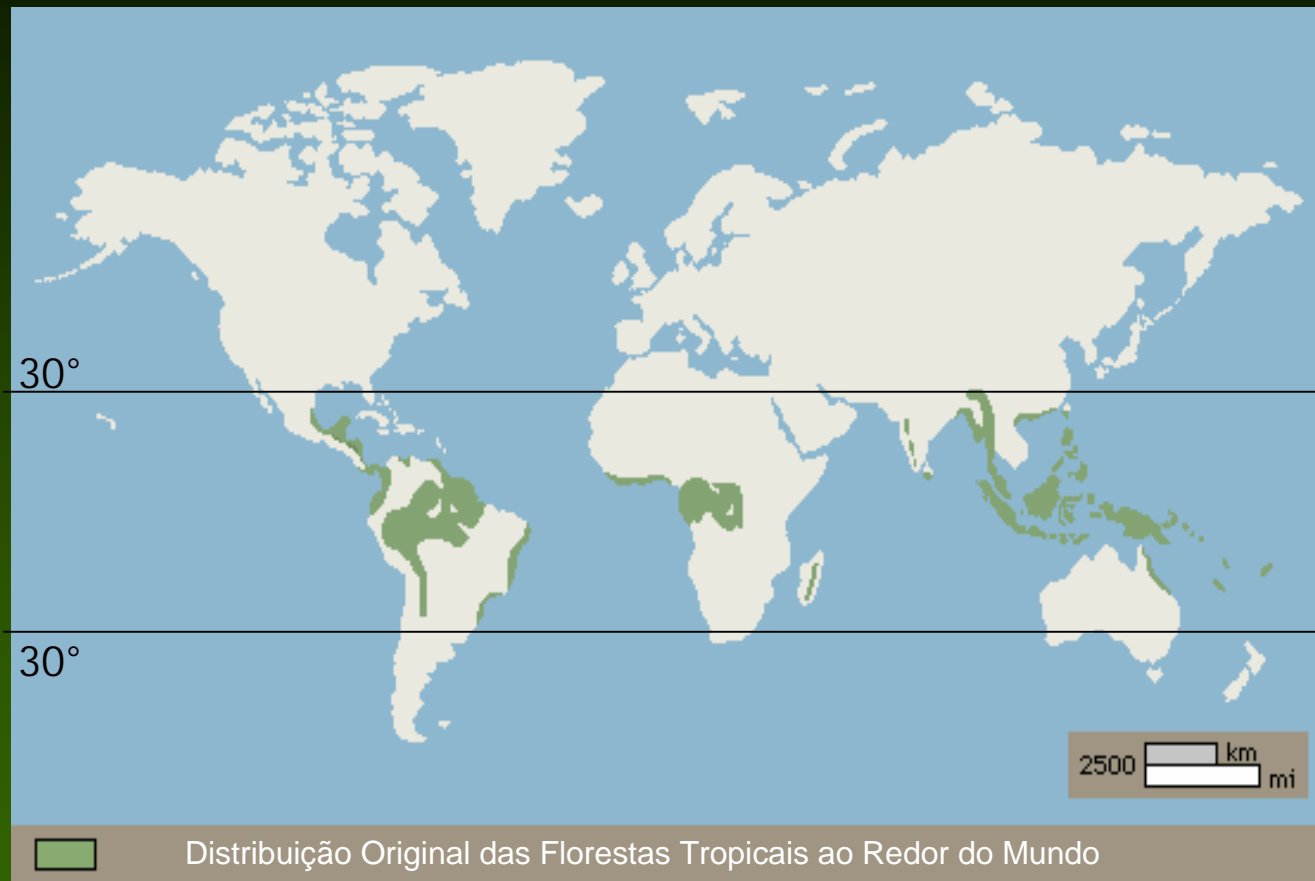 30°
30°
2500 km
mi
Distribuição Original das Florestas Tropicais ao Redor do Mundo